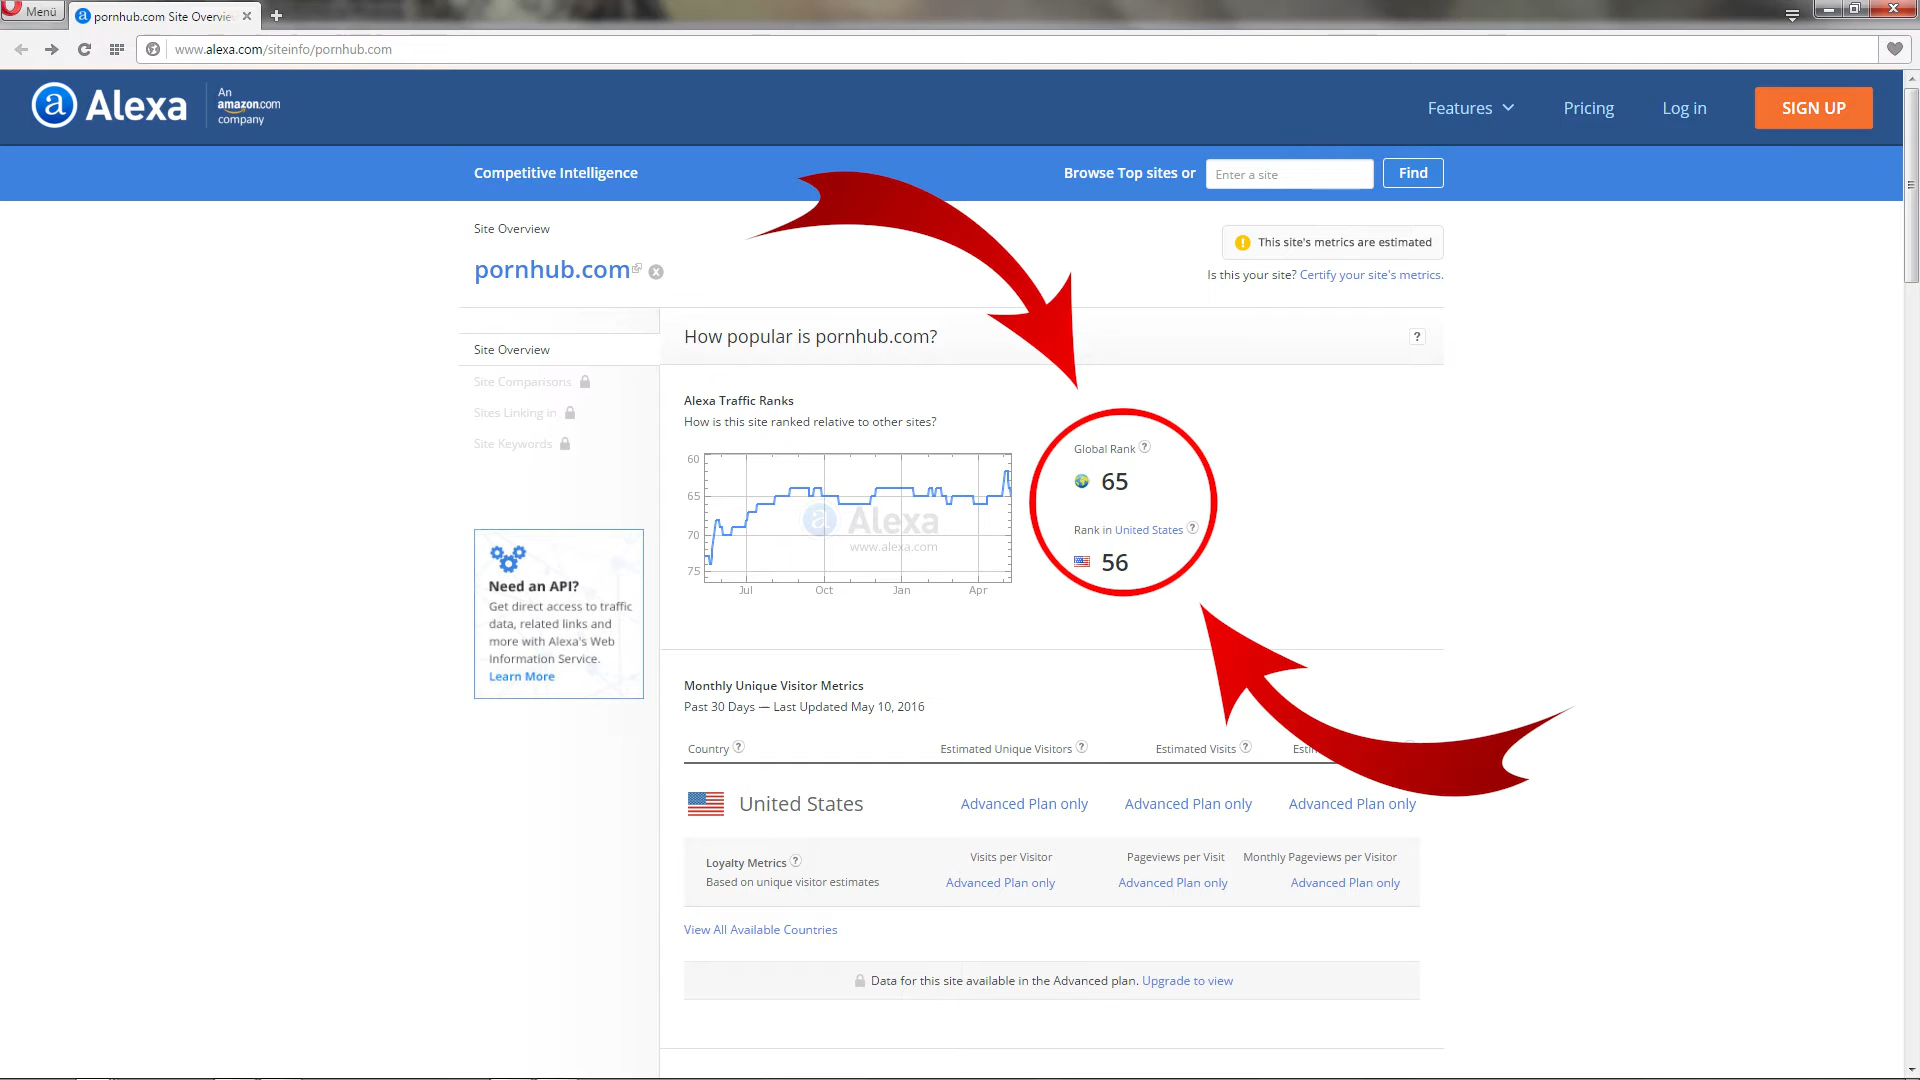 Menü
pornhub.com Site Overvie
www.alexa.com/siteinfo/pornhub.com
a Alexa
An
amazon.com
company
Features
Pricing
Log in
SIGN UP
Competitive Intelligence
Browse Top sites or
Enter a site
Find
Site Overview
pornhub.com
This site's metrics are estimated
Is this your site? Certify your site's metrics.
Site Overview
Site Comparisons
Sites Linking in
Site Keywords
Need an API?
Get direct access to traffic
data, related links and
more with Alexa's Web
Information Service.
Learn More
How popular is pornhub.com?
?
Alexa Traffic Ranks
How is this site ranked relative to other sites?
60
65
70
75
Jul Oct Jan Apr
a Alexa
www.alexa.com
Global Rank ?
65
Rank in United States ?
56
Monthly Unique Visitor Metrics
Past 30 Days — Last Updated May 10, 2016
Country ? Estimated Unique Visitors ? Estimated Visits ?
United States Advanced Plan only Advanced Plan only Advanced Plan only
Loyalty Metrics ? Visits per Visitor Pageviews per Visit Monthly Pageviews per Visitor
Based on unique visitor estimates Advanced Plan only Advanced Plan only Advanced Plan only
View All Available Countries
Data for this site available in the Advanced plan. Upgrade to view